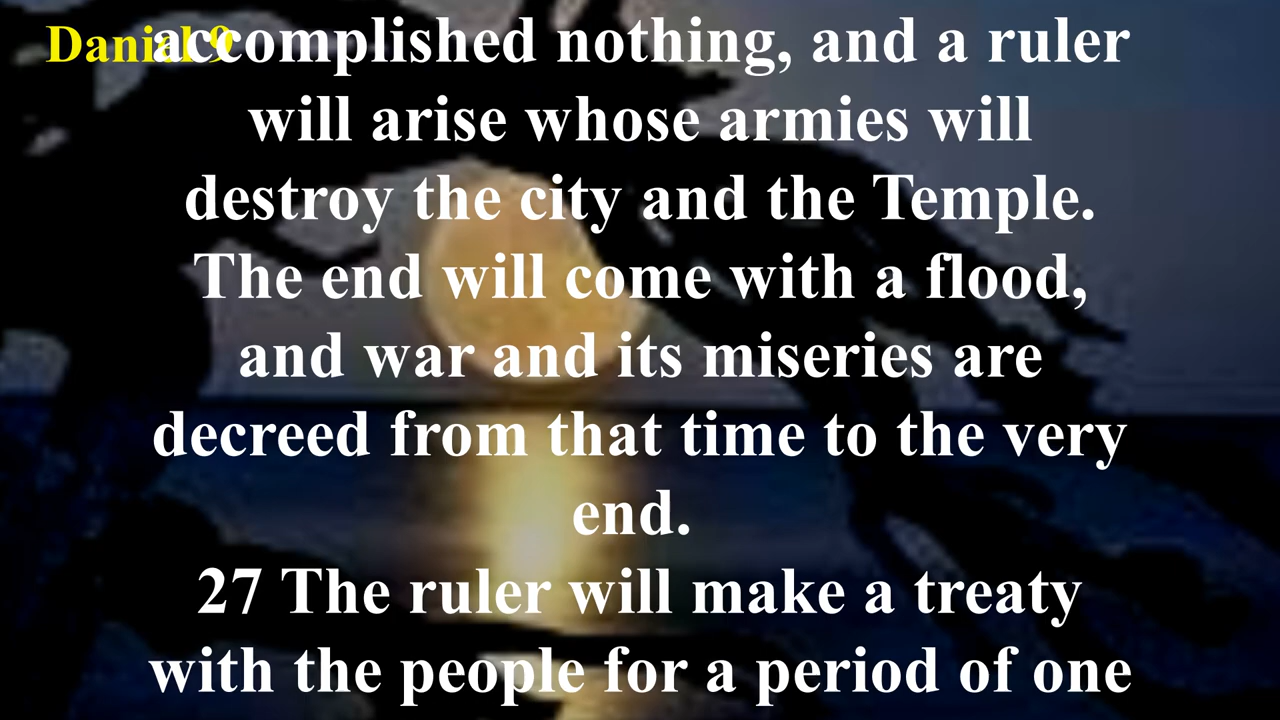 Daniel 9
accomplished nothing, and a ruler
will arise whose armies will
destroy the city and the Temple.
The end will come with a flood,
and war and its miseries are
decreed from that time to the very
end.
27 The ruler will make a treaty
with the people for a period of one